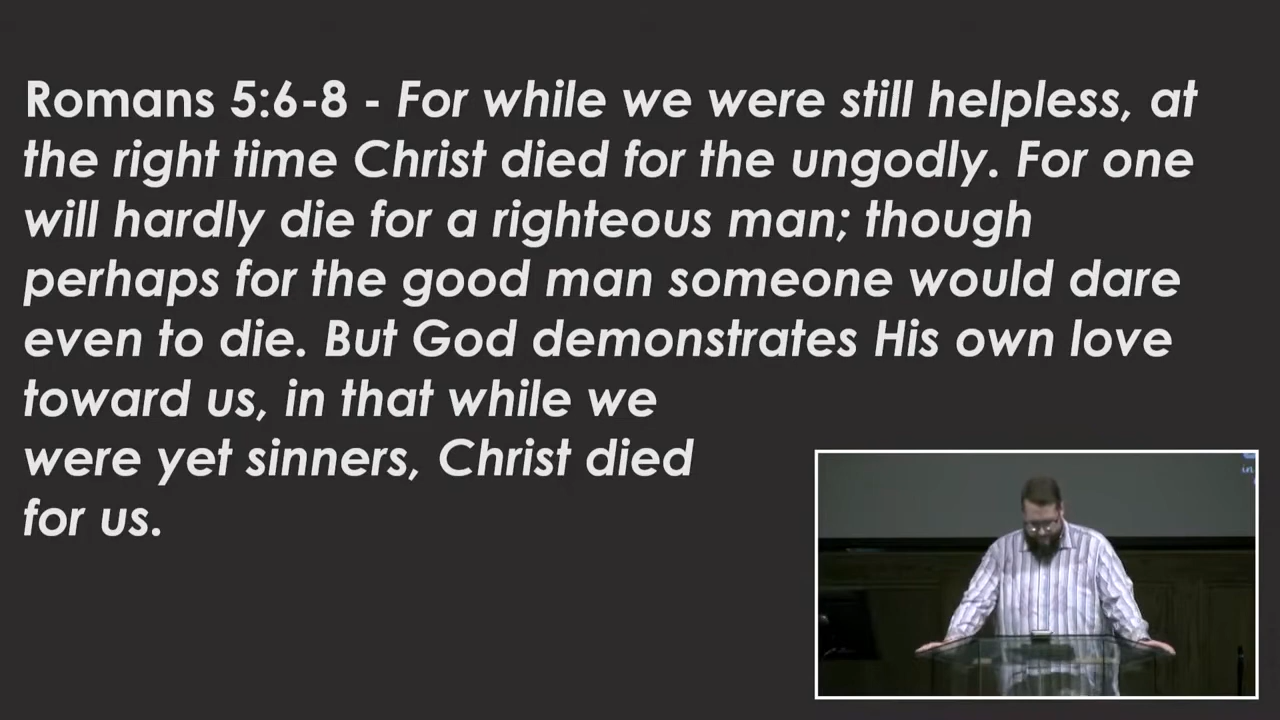 Romans 5:6-8 - For while we were still helpless, at
the right time Christ died for the ungodly. For one
will hardly die for a righteous man; though
perhaps for the good man someone would dare
even to die. But God demonstrates His own love
toward us, in that while we
were yet sinners, Christ died
for us.